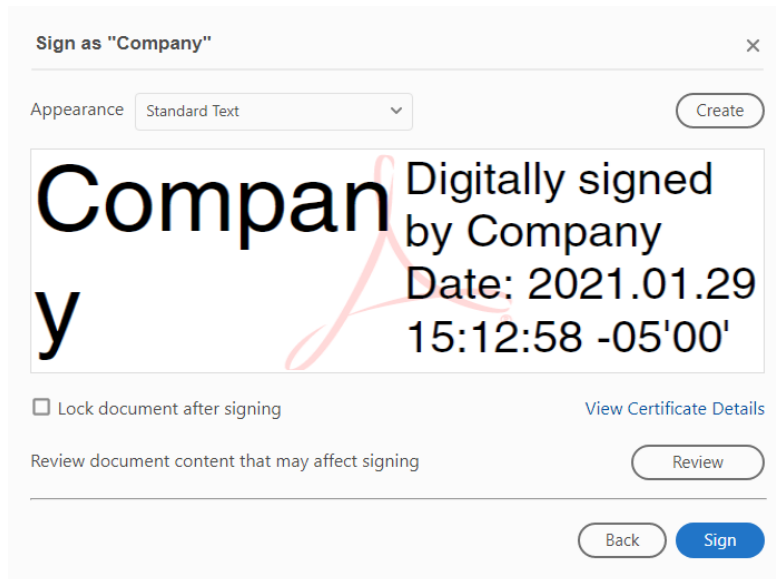 Sign as "Company"
Appearance
Standard Text
Create
Compan
y
Digitally signed
by Company
Date: 2021.01.29
15:12:58 -05'00'
Lock document after signing
View Certificate Details
Review document content that may affect signing
Review
Back
Sign